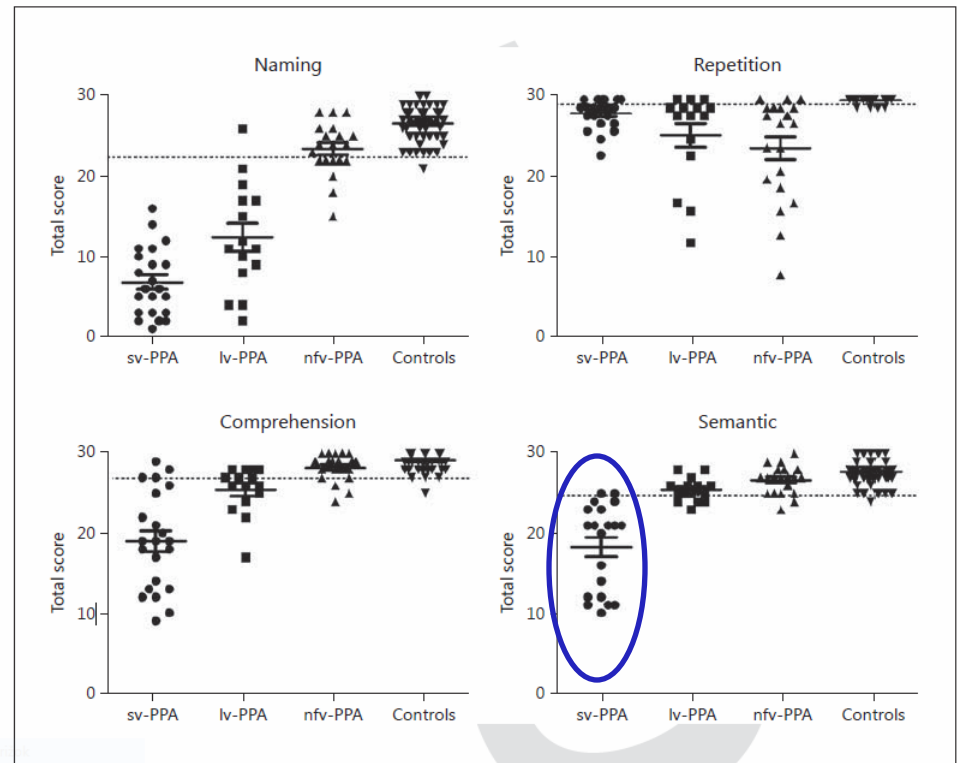 Naming
Total score
30
20
10
0
sv-PPA lv-PPA nfv-PPA Controls
Repetition
Total score
30
20
10
0
sv-PPA lv-PPA nfv-PPA Controls
Comprehension
Total score
30
20
10
0
sv-PPA lv-PPA nfv-PPA Controls
Semantic
Total score
30
20
10
0
sv-PPA lv-PPA nfv-PPA Controls